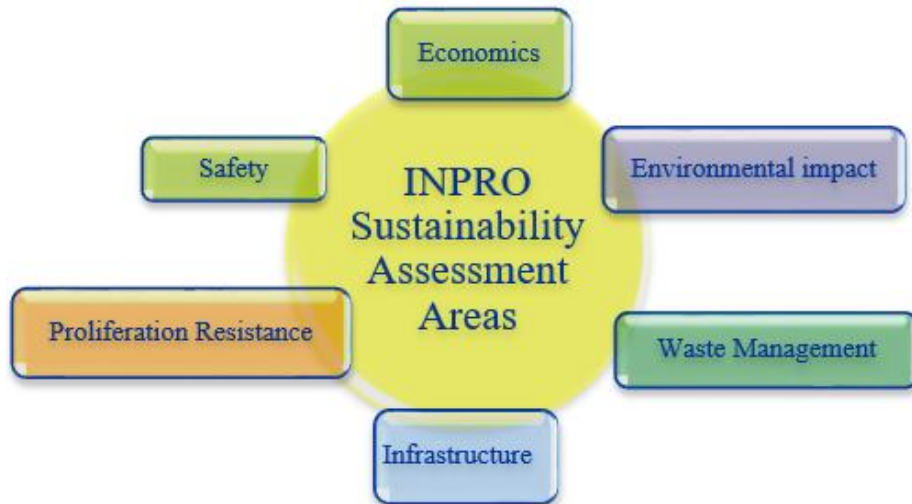 Economics
Safety
Environmental impact
INPRO
Sustainability
Assessment
Areas
Proliferation Resistance
Waste Management
Infrastructure